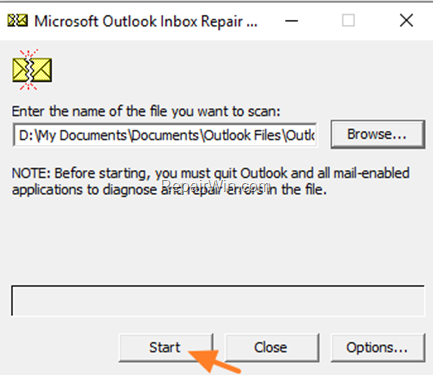 Microsoft Outlook Inbox Repair ...
Enter the name of the file you want to scan:
D:\My Documents\Documents\Outlook Files\Outlo
Browse...
NOTE: Before starting, you must quit Outlook and all mail-enabled
applications to diagnose and repair errors in the file.
RepairWin.com
Start
Close
Options...